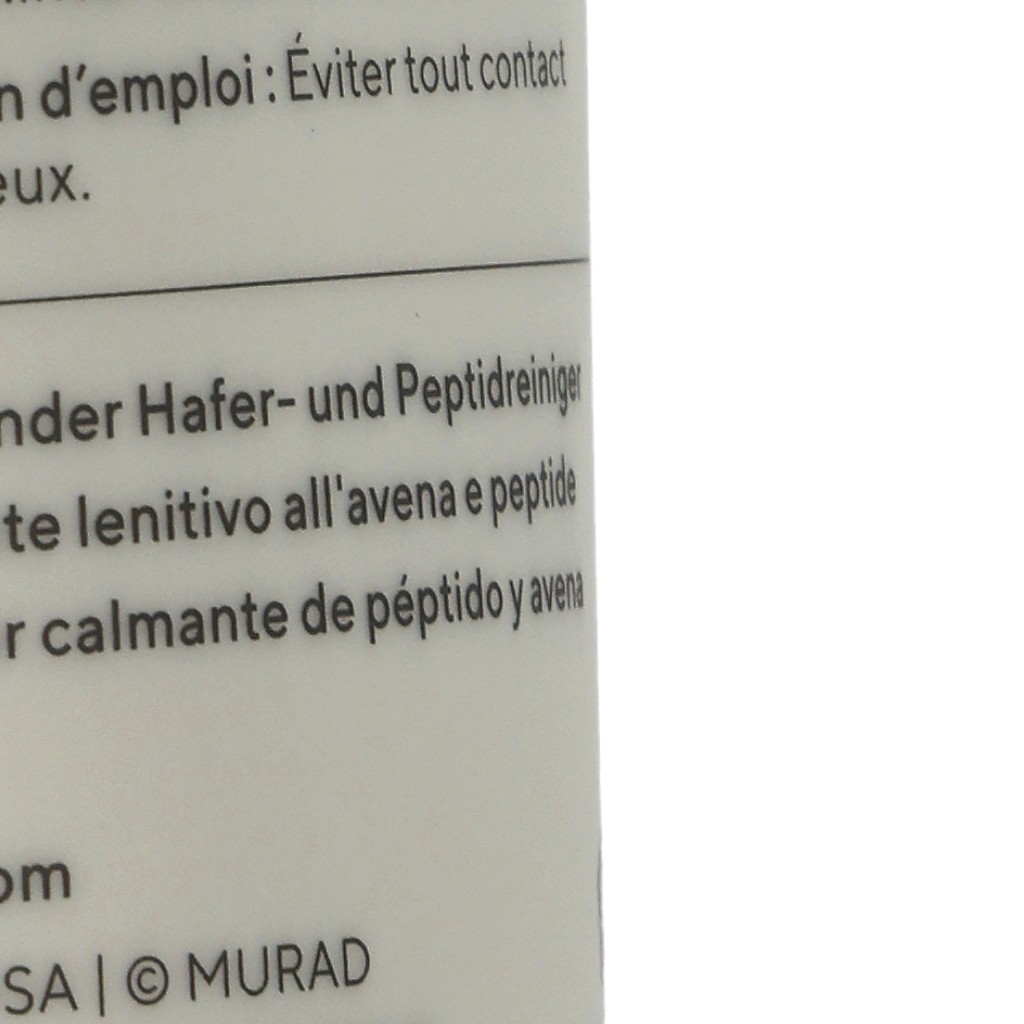 n d’emploi : Éviter tout contact
eux.
nder Hafer- und Peptidreiniger
te lenitivo all'avena e peptide
r calmante de péptido y avena
om
SA | © MURAD